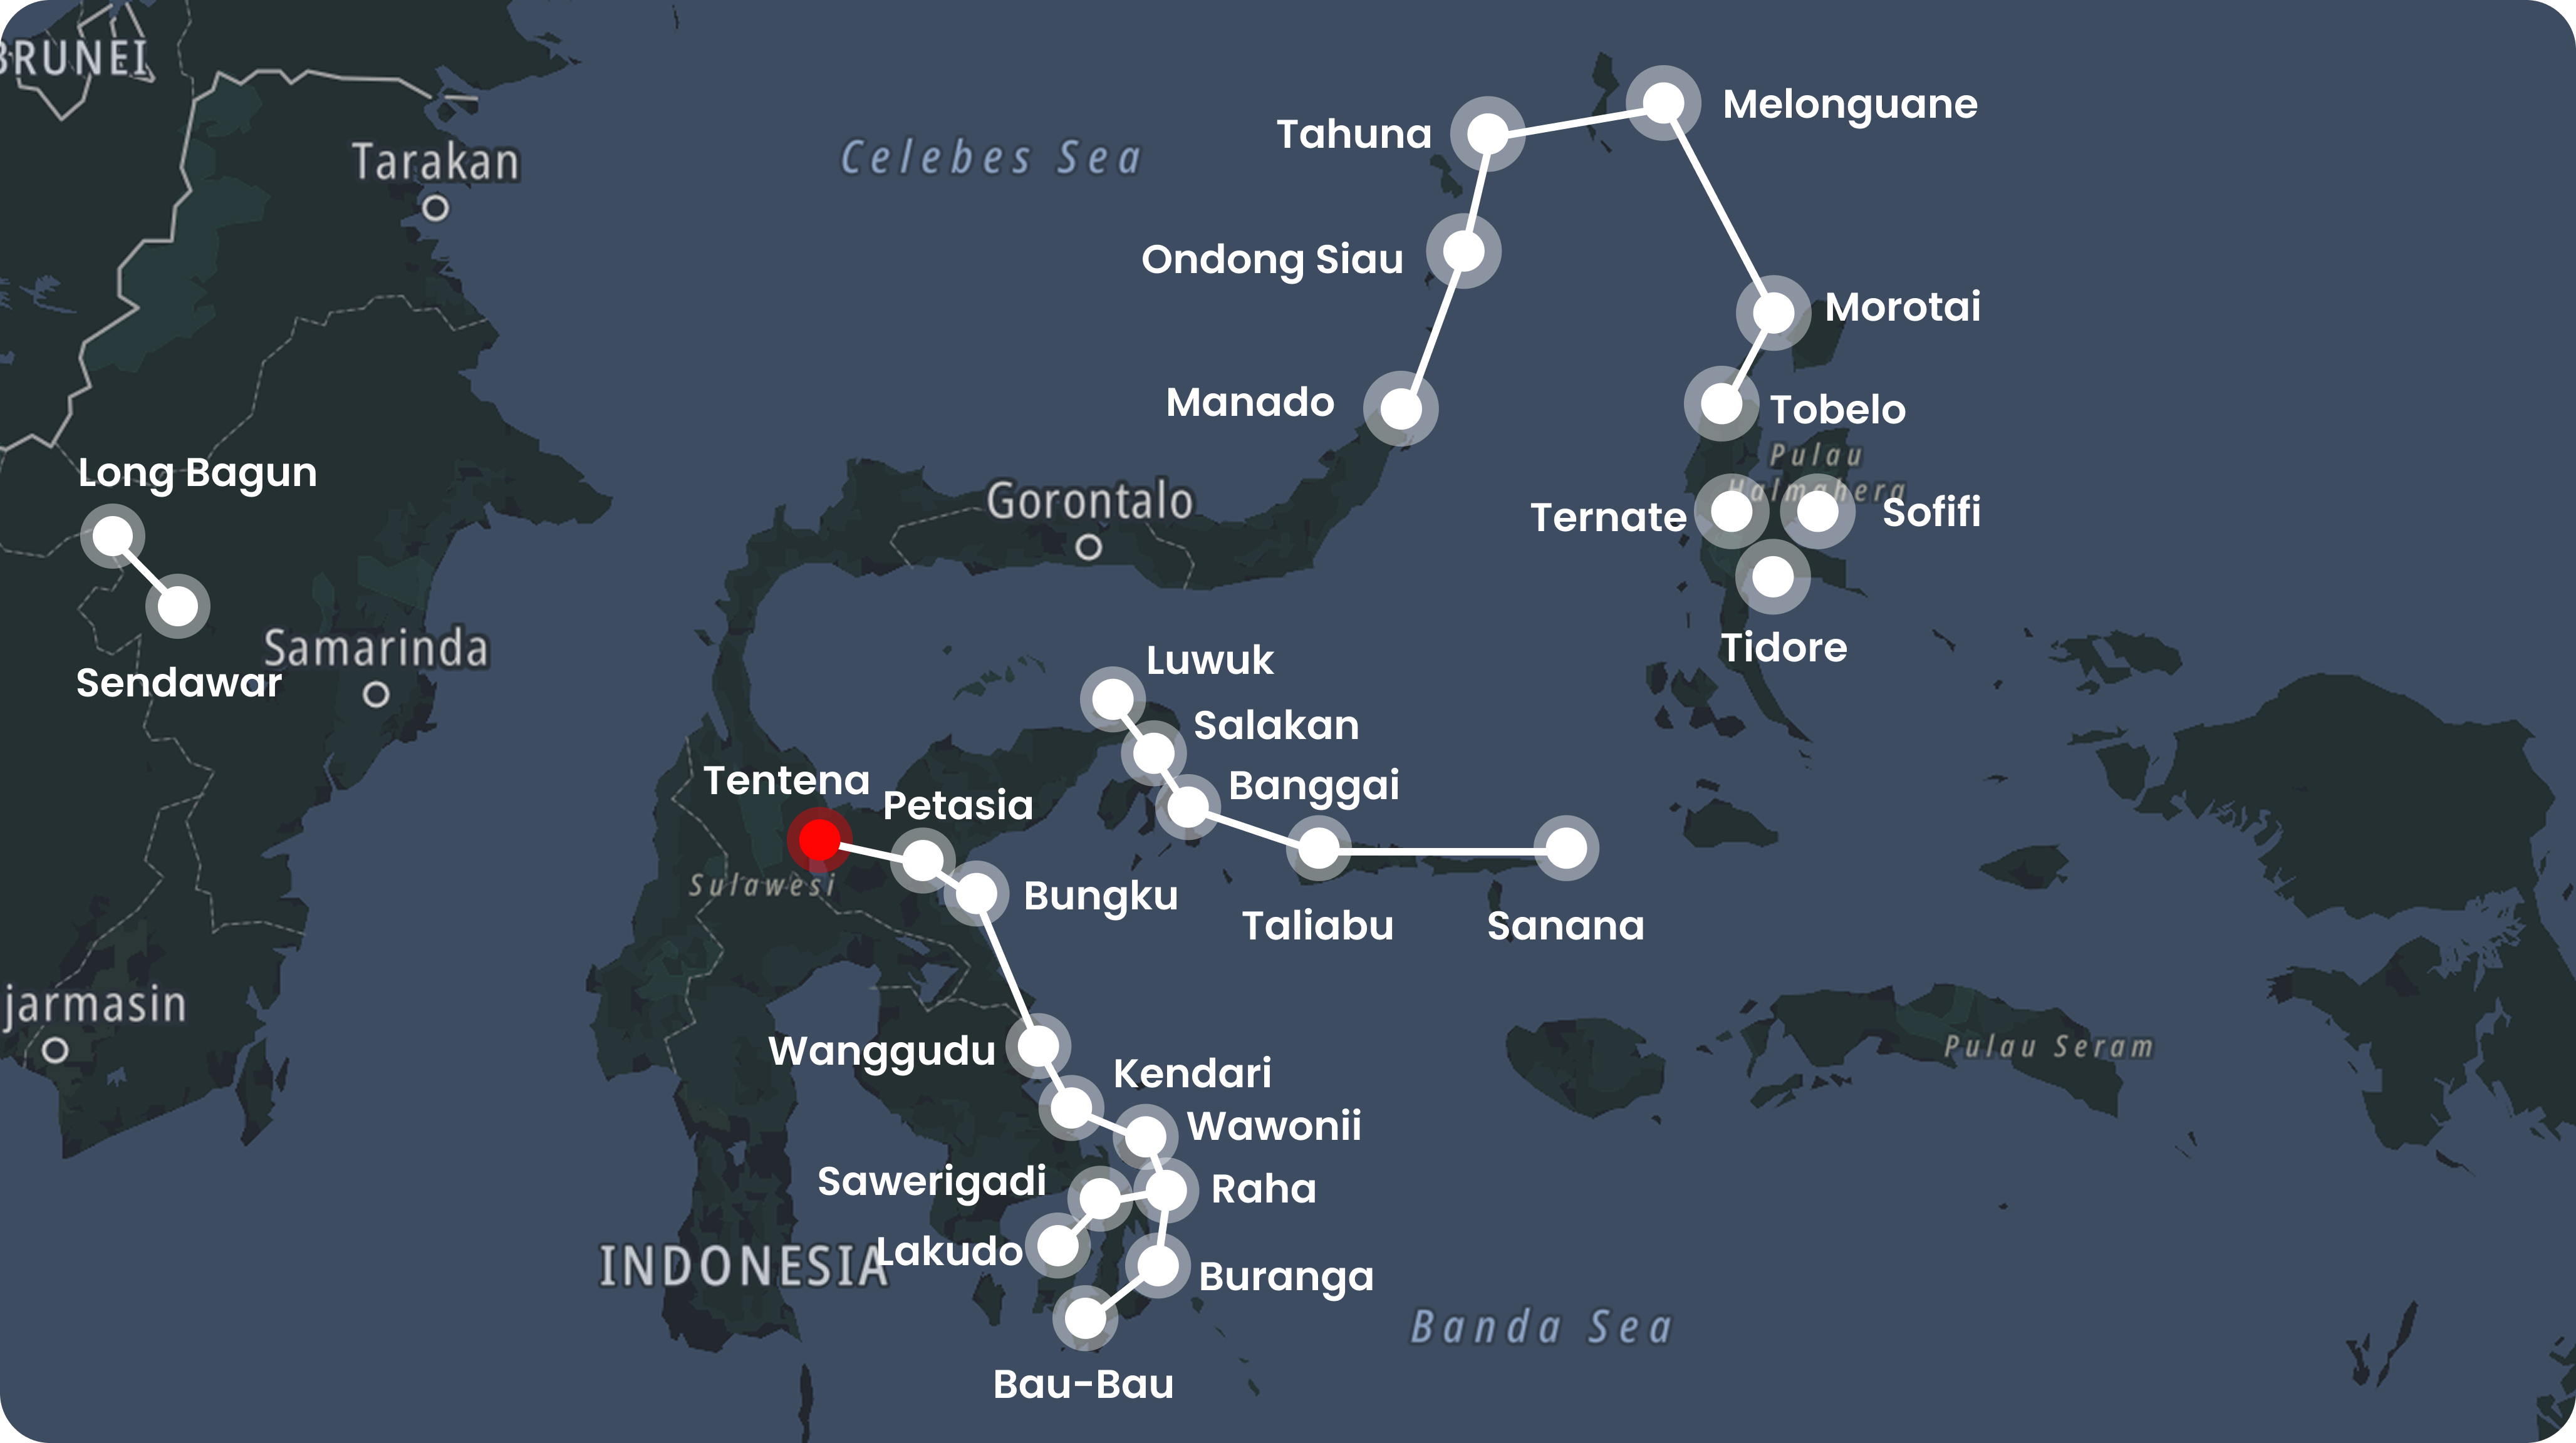 BRUNEI
Tarakan
Celebes Sea
Tahuna
Melonguane
Ondong Siau
Morotai
Manado
Tobelo
Pulau
Halmahera
Long Bagun
Gorontalo
Ternate
Sofifi
Sendawar
Samarinda
Tidore
Luwuk
Salakan
Tentena
Petasia
Banggai
Sulawesi
Bungku
Taliabu
Sanana
jarmasin
Wanggudu
Kendari
Pulau Seram
Wawonii
Sawerigadi
Raha
INDONESIA
Lakudo
Buranga
Banda Sea
Bau-Bau